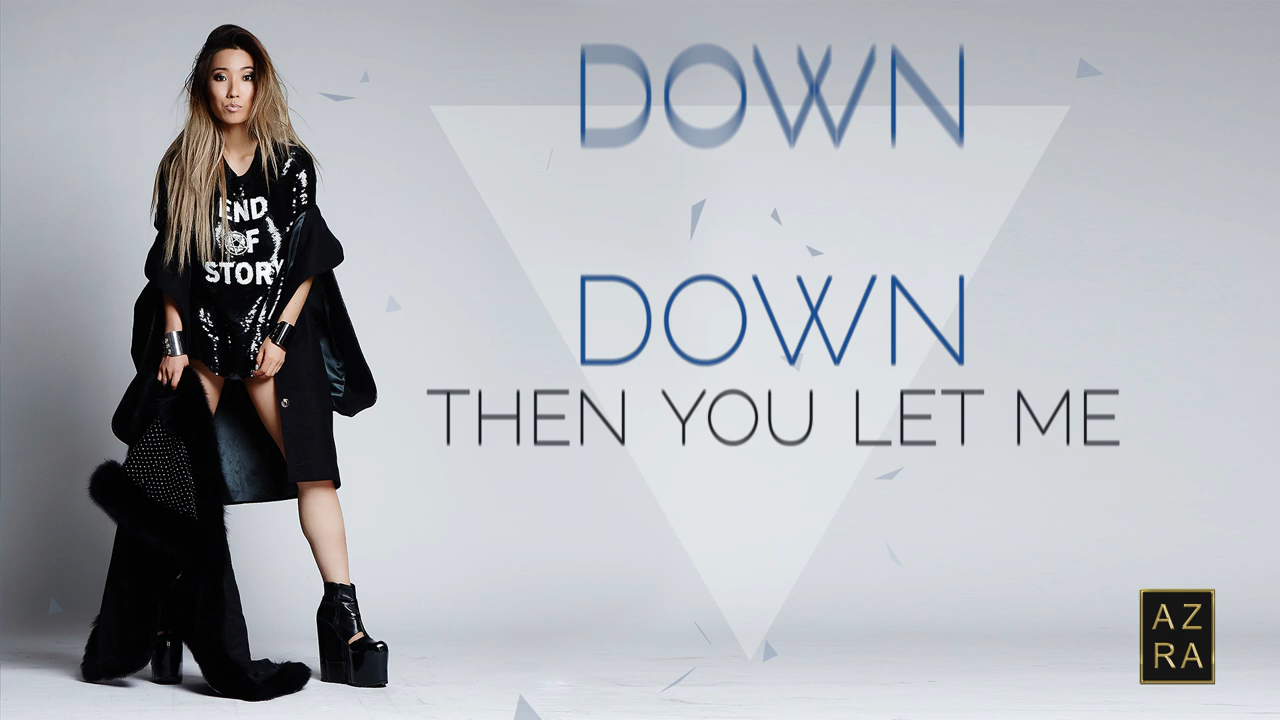 DOWN
DOWN
THEN YOU LET ME
END
OF
STORY
AZ
RA